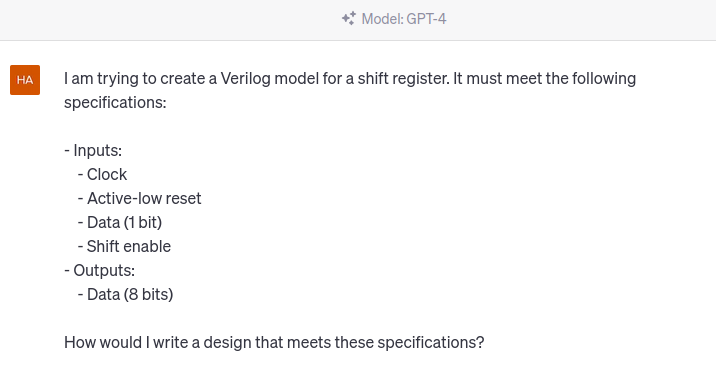 Model: GPT-4
HA
I am trying to create a Verilog model for a shift register. It must meet the following
specifications:
- Inputs:
- Clock
- Active-low reset
- Data (1 bit)
- Shift enable
- Outputs:
- Data (8 bits)
How would I write a design that meets these specifications?